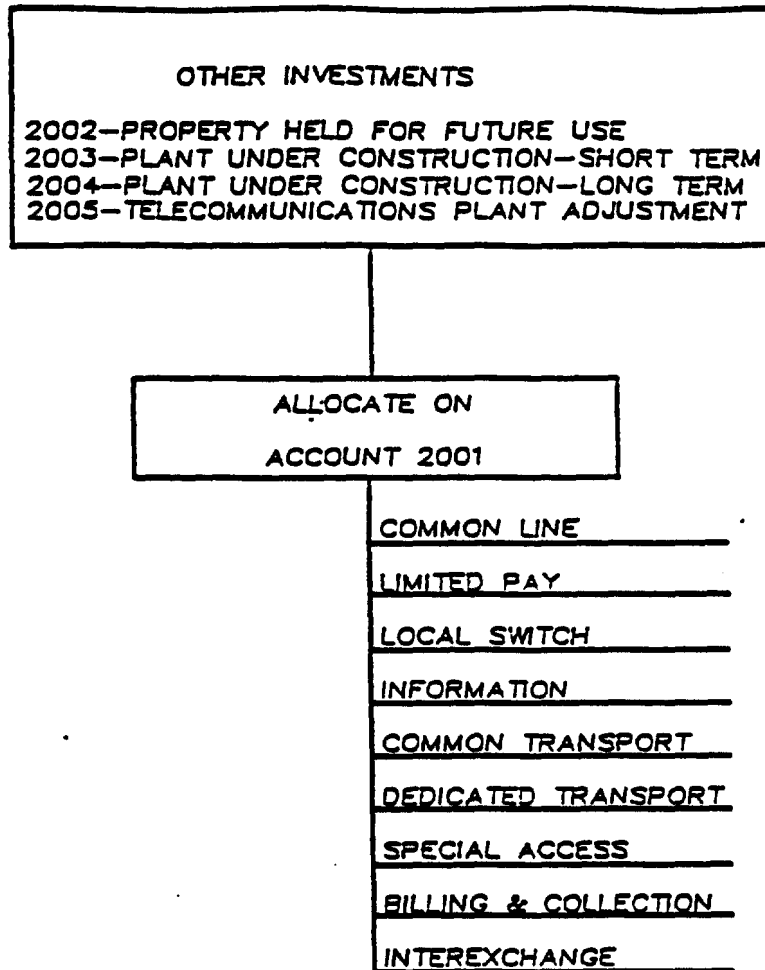 OTHER INVESTMENTS
2002-PROPERTY HELD FOR FUTURE USE
2003-PLANT UNDER CONSTRUCTION-SHORT TERM
2004-PLANT UNDER CONSTRUCTION-LONG TERM
2005-TELECOMMUNICATIONS PLANT ADJUSTMENT
ALLOCATE ON
ACCOUNT 2001
COMMON LINE
LIMITED PAY
LOCAL SWITCH
INFORMATION
COMMON TRANSPORT
DEDICATED TRANSPORT
SPECIAL ACCESS
BILLING & COLLECTION
INTEREXCHANGE